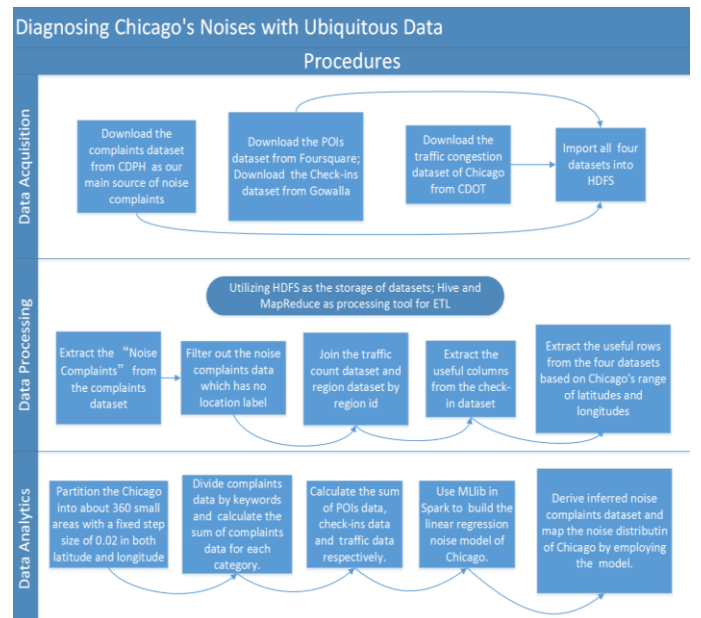 Diagnosing Chicago's Noises with Ubiquitous Data
Procedures
Data Acquisition
Download the
complaints dataset
from CDPH as our
main source of noise
complaints
Download the POIs
dataset from Foursquare;
Download the Check-ins
dataset from Gowalla
Download the
traffic congestion
dataset of Chicago
from CDOT
Import all four
datasets into
HDFS
Data Processing
Utilizing HDFS as the storage of datasets; Hive and
MapReduce as processing tool for ETL
Extract the “Noise
Complaints” from
the complaints
dataset
Filter out the noise
complaints data
which has no
location label
Join the traffic
count dataset and
region dataset by
region id
Extract the
useful columns
from the check-
in dataset
Extract the useful rows
from the four datasets
based on Chicago's range
of latitudes and
longitudes
Data Analytics
Partition the Chicago
into about 360 small
areas with a fixed step
size of 0.02 in both
latitude and longitude
Divide complaints
data by keywords
and calculate the
sum of complaints
data for each
category.
Calculate the sum
of POIs data,
check-ins data
and traffic data
respectively.
Use MLlib in
Spark to build the
linear regression
noise model of
Chicago.
Derive inferred noise
complaints dataset and
map the noise distributin
of Chicago by employing
the model.